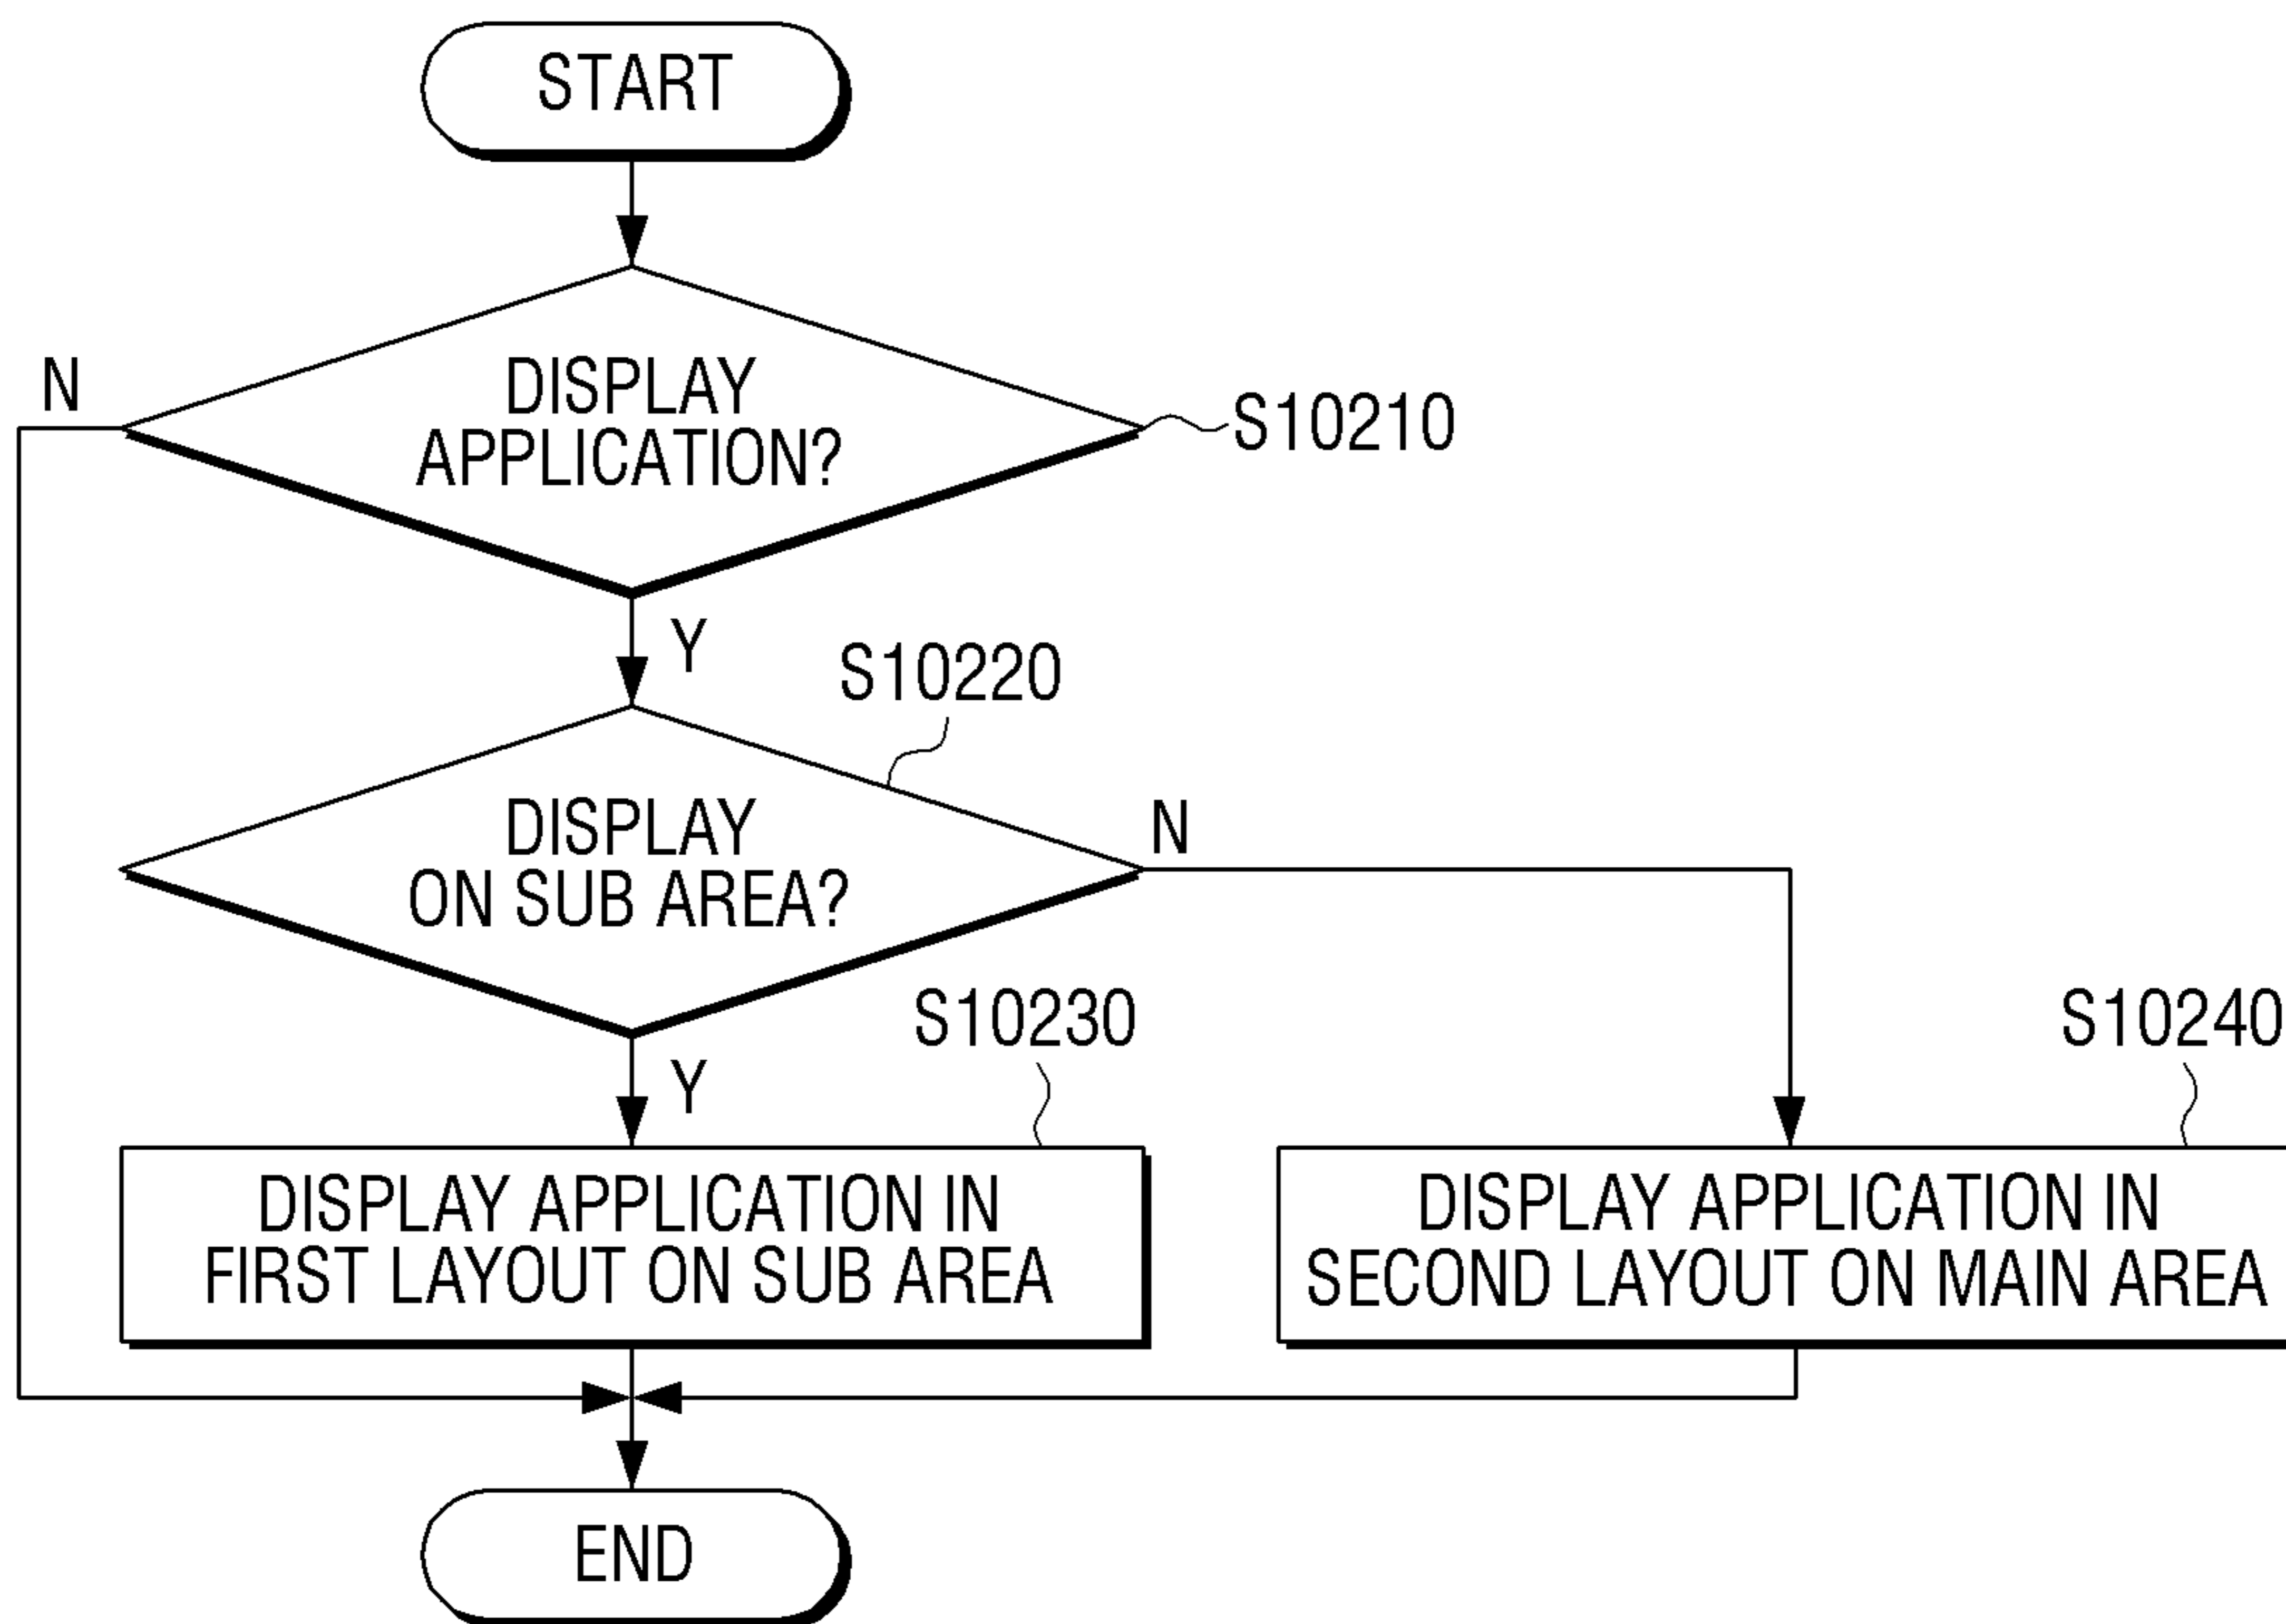 START
N
DISPLAY
APPLICATION?
S10210
Y
S10220
DISPLAY
ON SUB AREA?
N
Y
S10230
S10240
DISPLAY APPLICATION IN
FIRST LAYOUT ON SUB AREA
DISPLAY APPLICATION IN
SECOND LAYOUT ON MAIN AREA
END